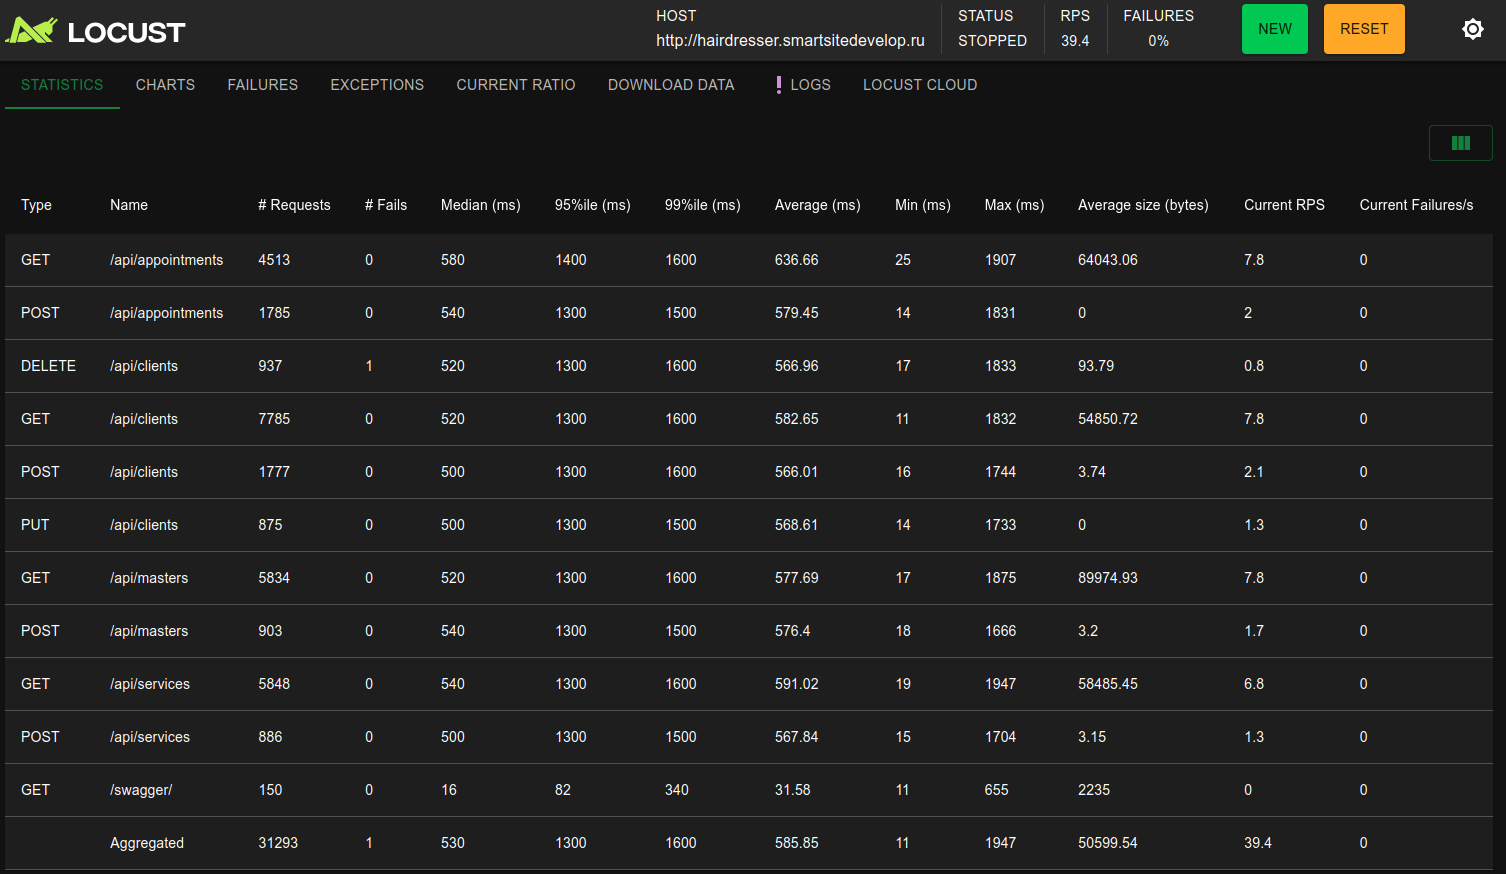 LOCUST
HOST
http://hairdresser.smartsitedevelop.ru
STATUS
STOPPED
RPS
39.4
FAILURES
0%
NEW
RESET
STATISTICS CHARTS FAILURES EXCEPTIONS CURRENT RATIO DOWNLOAD DATA LOGS LOCUST CLOUD
Type Name # Requests # Fails Median (ms) 95%ile (ms) 99%ile (ms) Average (ms) Min (ms) Max (ms) Average size (bytes) Current RPS Current Failures/s
GET /api/appointments 4513 0 580 1400 1600 636.66 25 1907 64043.06 7.8 0
POST /api/appointments 1785 0 540 1300 1500 579.45 14 1831 0 2 0
DELETE /api/clients 937 1 520 1300 1600 566.96 17 1833 93.79 0.8 0
GET /api/clients 7785 0 520 1300 1600 582.65 11 1832 54850.72 7.8 0
POST /api/clients 1777 0 500 1300 1600 566.01 16 1744 3.74 2.1 0
PUT /api/clients 875 0 500 1300 1500 568.61 14 1733 0 1.3 0
GET /api/masters 5834 0 520 1300 1600 577.69 17 1875 89974.93 7.8 0
POST /api/masters 903 0 540 1300 1500 576.4 18 1666 3.2 1.7 0
GET /api/services 5848 0 540 1300 1600 591.02 19 1947 58485.45 6.8 0
POST /api/services 886 0 500 1300 1500 567.84 15 1704 3.15 1.3 0
GET /swagger/ 150 0 16 82 340 31.58 11 655 2235 0 0
Aggregated 31293 1 530 1300 1600 585.85 11 1947 50599.54 39.4 0